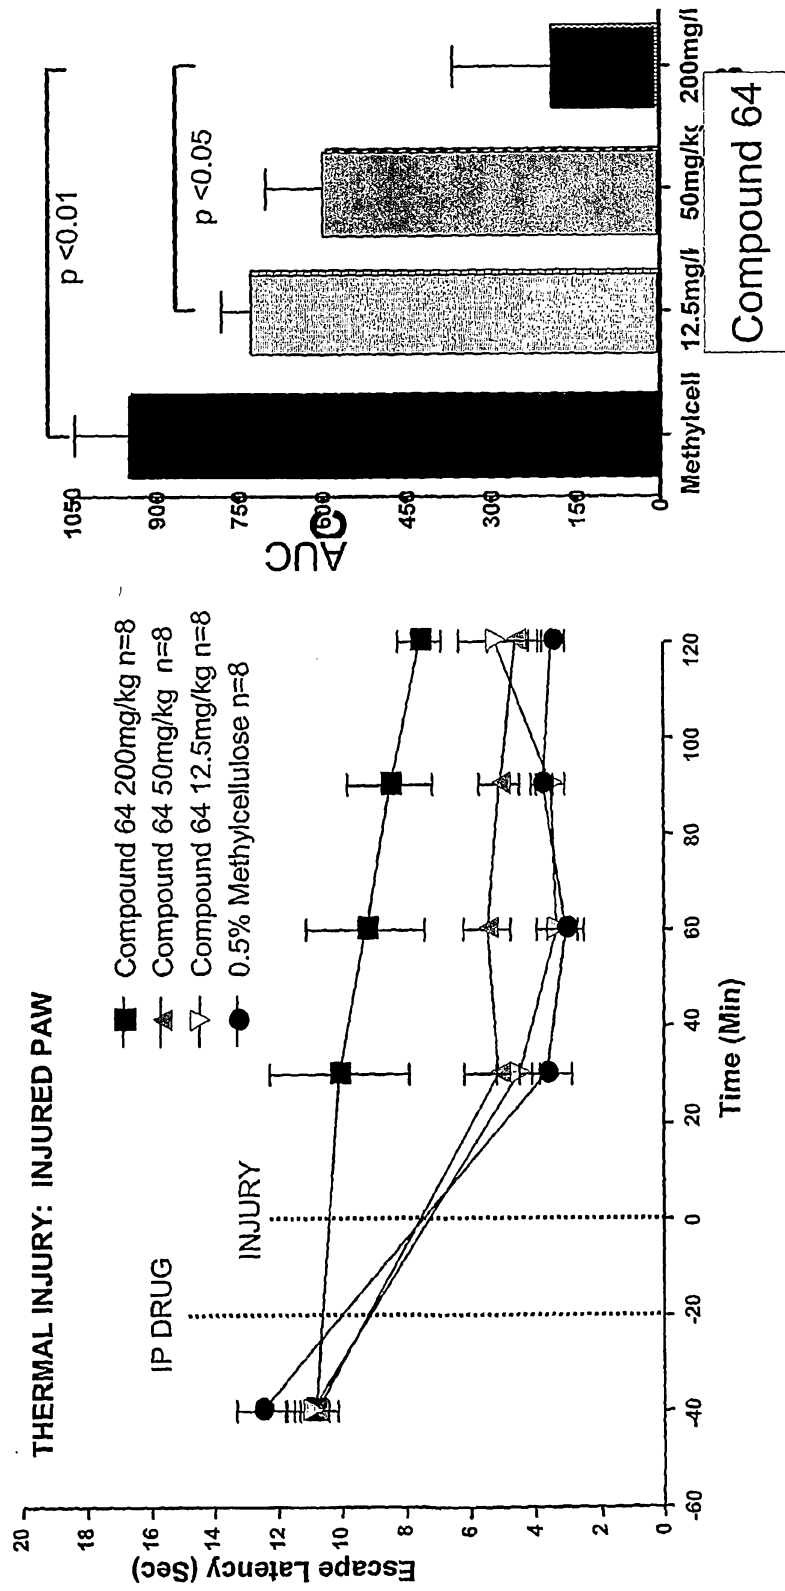 THERMAL INJURY: INJURED PAW
Compound 64 200mg/kg n=8
Compound 64 50mg/kg n=8
Compound 64 12.5mg/kg n=8
0.5% Methylcellulose n=8
IP DRUG
INJURY
Escape Latency (Sec)
20
18
16
14
12
10
8
6
4
2
0
-60
-40
-20
0
20
40
60
80
100
120
Time (Min)
p <0.01
p <0.05
AUC
1050
900
750
600
450
300
150
0
Methylcell
12.5mg/
50mg/kg
200mg/
Compound 64